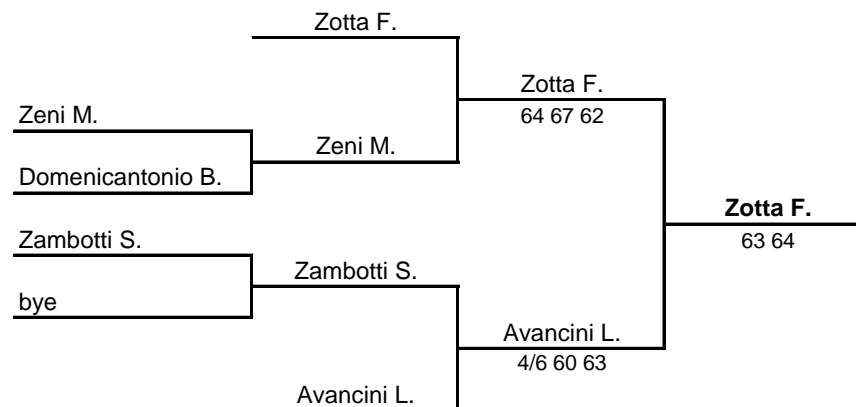 Zotta F.
Zotta F.
64 67 62
Zeni M.
Zeni M.
Domenicantonio B.
Zotta F.
63 64
Zambotti S.
Zambotti S.
bye
Avancini L.
4/6 60 63
Avancini L.